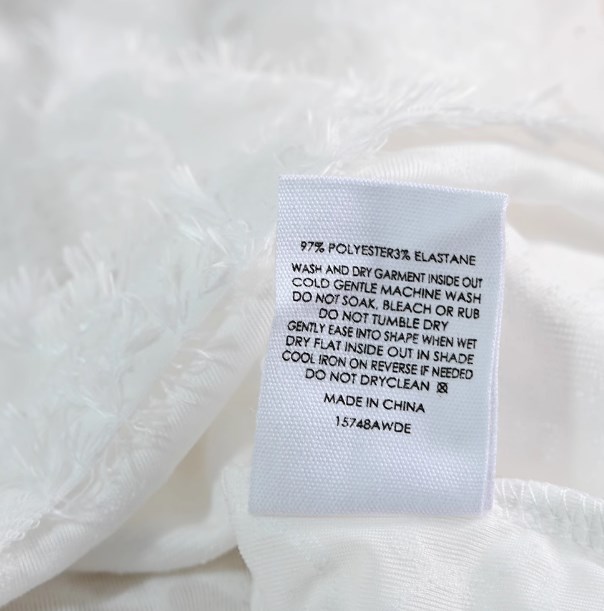 97% POLYESTER3% ELASTANE
WASH AND DRY GARMENT INSIDE OUT
COLD GENTLE MACHINE WASH
DO NOT SOAK, BLEACH OR RUB
DO NOT TUMBLE DRY
GENTLY EASE INTO SHAPE WHEN WET
DRY FLAT INSIDE OUT IN SHADE
COOL IRON ON REVERSE IF NEEDED
DO NOT DRYCLEAN
MADE IN CHINA
15748AWDE